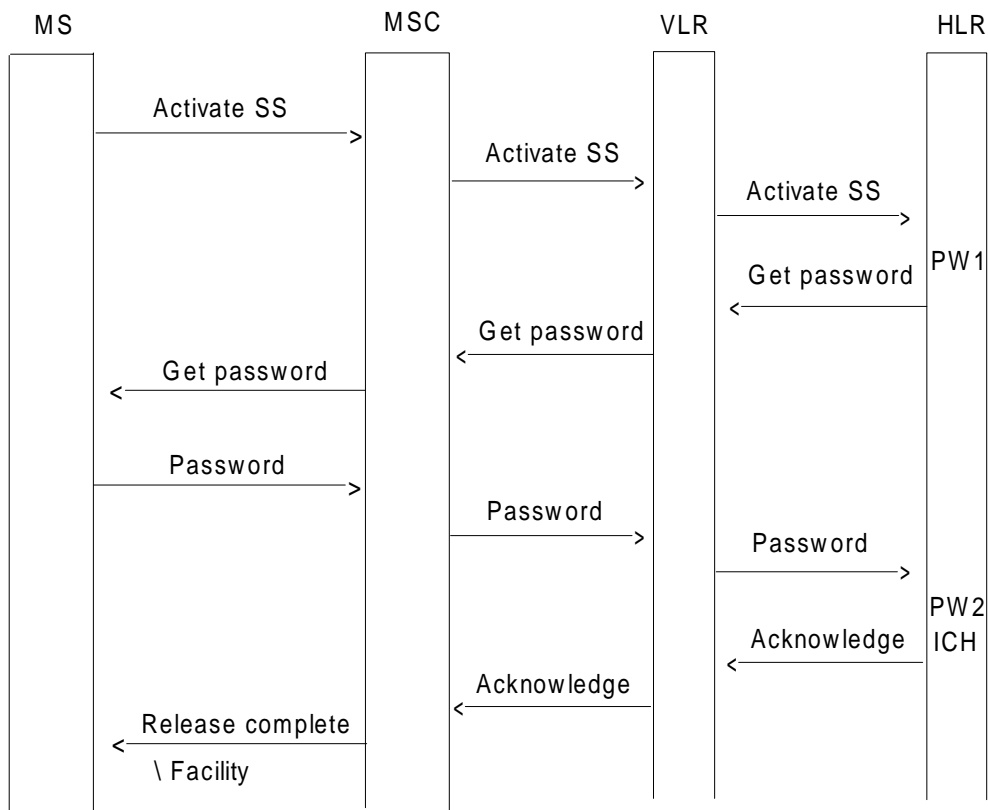 MS
MSC
VLR
HLR
Activate SS
Activate SS
Activate SS
PW1
Get password
Get password
Get password
Password
Password
Password
PW2
ICH
Acknowledge
Acknowledge
Release complete
\ Facility